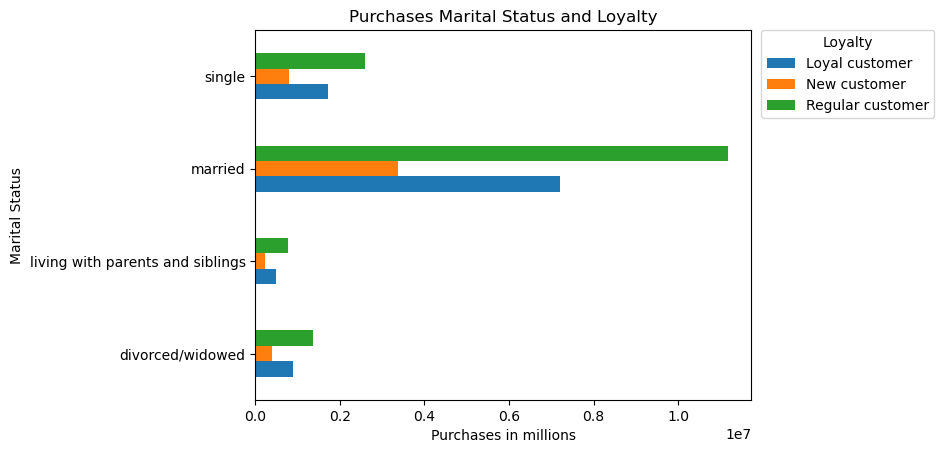 Purchases Marital Status and Loyalty
Loyalty
Loyal customer
New customer
Regular customer
Marital Status
single
married
living with parents and siblings
divorced/widowed
0.0 0.2 0.4 0.6 0.8 1.0
1e7
Purchases in millions